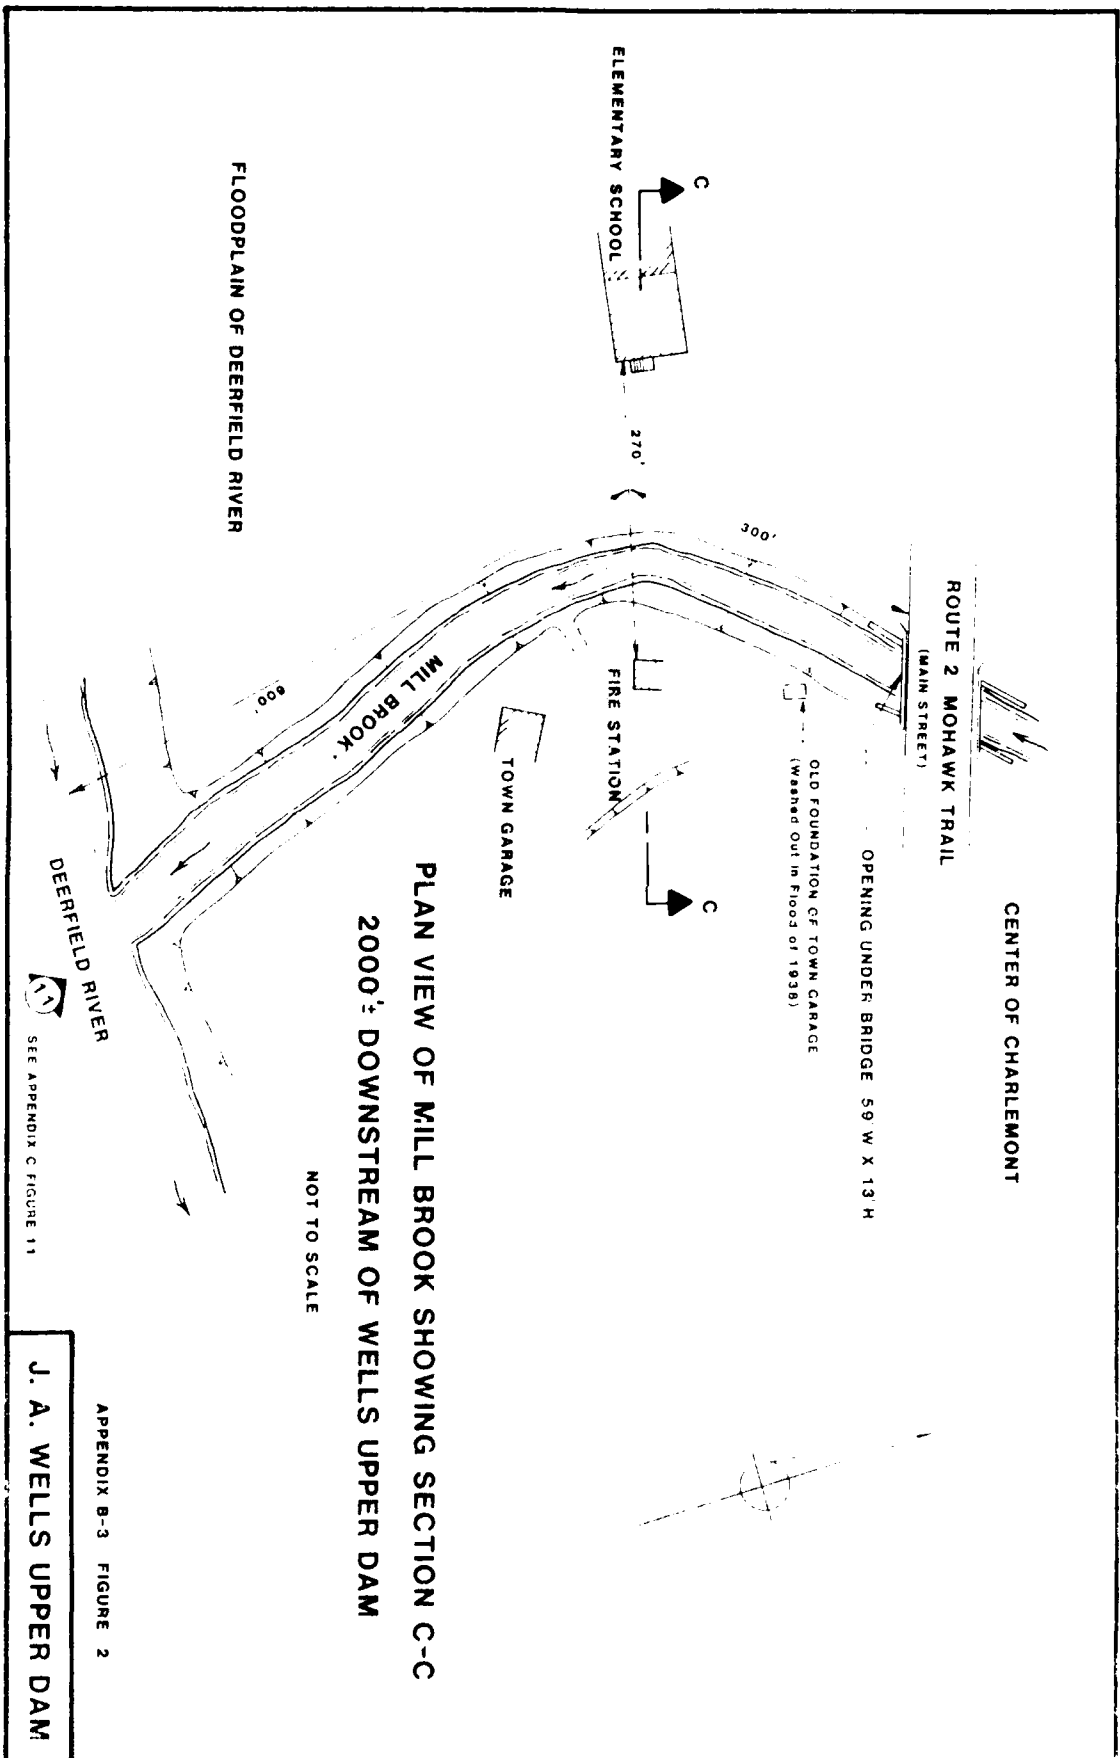 CENTER OF CHARLEMONT
ROUTE 2 MOHAWK TRAIL
(MAIN STREET)
OPENING UNDER BRIDGE 59' W X 13' H
OLD FOUNDATION OF TOWN GARAGE
(Washed Out in Flood of 1938)
300'
C
C
ELEMENTARY SCHOOL
270'
FIRE STATION
TOWN GARAGE
MILL BROOK
600'
FLOODPLAIN OF DEERFIELD RIVER
DEERFIELD RIVER
11
SEE APPENDIX C FIGURE 11
PLAN VIEW OF MILL BROOK SHOWING SECTION C-C
2000'± DOWNSTREAM OF WELLS UPPER DAM
NOT TO SCALE
APPENDIX B-3 FIGURE 2
J. A. WELLS UPPER DAM